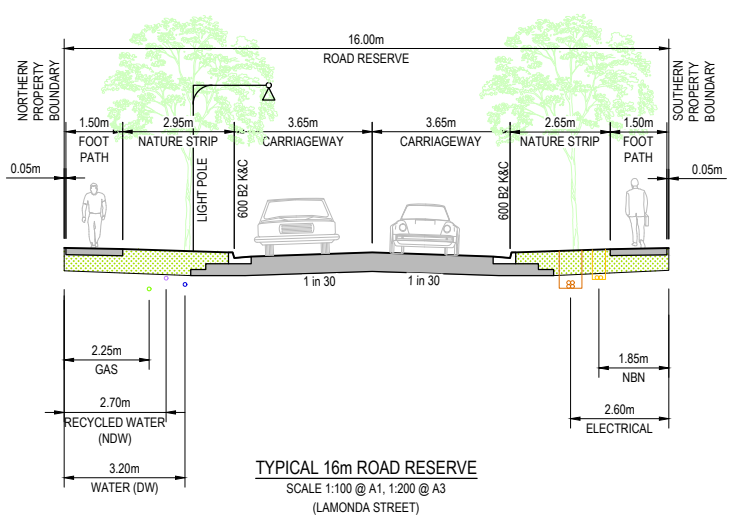 16.00m
ROAD RESERVE
NORTHERN
PROPERTY
BOUNDARY
SOUTHERN
PROPERTY
BOUNDARY
1.50m
FOOT
PATH
2.95m
NATURE STRIP
3.65m
CARRIAGEWAY
3.65m
CARRIAGEWAY
2.65m
NATURE STRIP
1.50m
FOOT
PATH
0.05m
0.05m
LIGHT POLE
600 B2 K&C
600 B2 K&C
1 in 30
1 in 30
2.25m
GAS
2.70m
RECYCLED WATER
(NDW)
3.20m
WATER (DW)
1.85m
NBN
2.60m
ELECTRICAL
TYPICAL 16m ROAD RESERVE
SCALE 1:100 @ A1, 1:200 @ A3
(LAMONDA STREET)